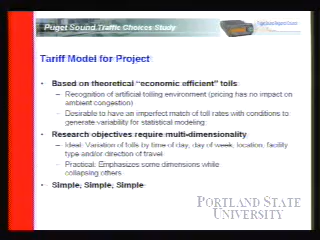 Puget Sound Traffic Choices Study
Tariff Model for Project
• Based on theoretical "economic efficient" tolls
– Recognition of artificial tolling environment (pricing has no impact on
ambient congestion)
– Desirable to have an imperfect match of toll rates with conditions to
generate variability for statistical modeling
• Research objectives require multi-dimensionality
– Ideal: Variation of tolls by time of day, day of week, location, facility
type and/or direction of travel
– Practical: Emphasizes some dimensions while
collapsing others
• Simple, Simple, Simple
PORTLAND STATE
UNIVERSITY